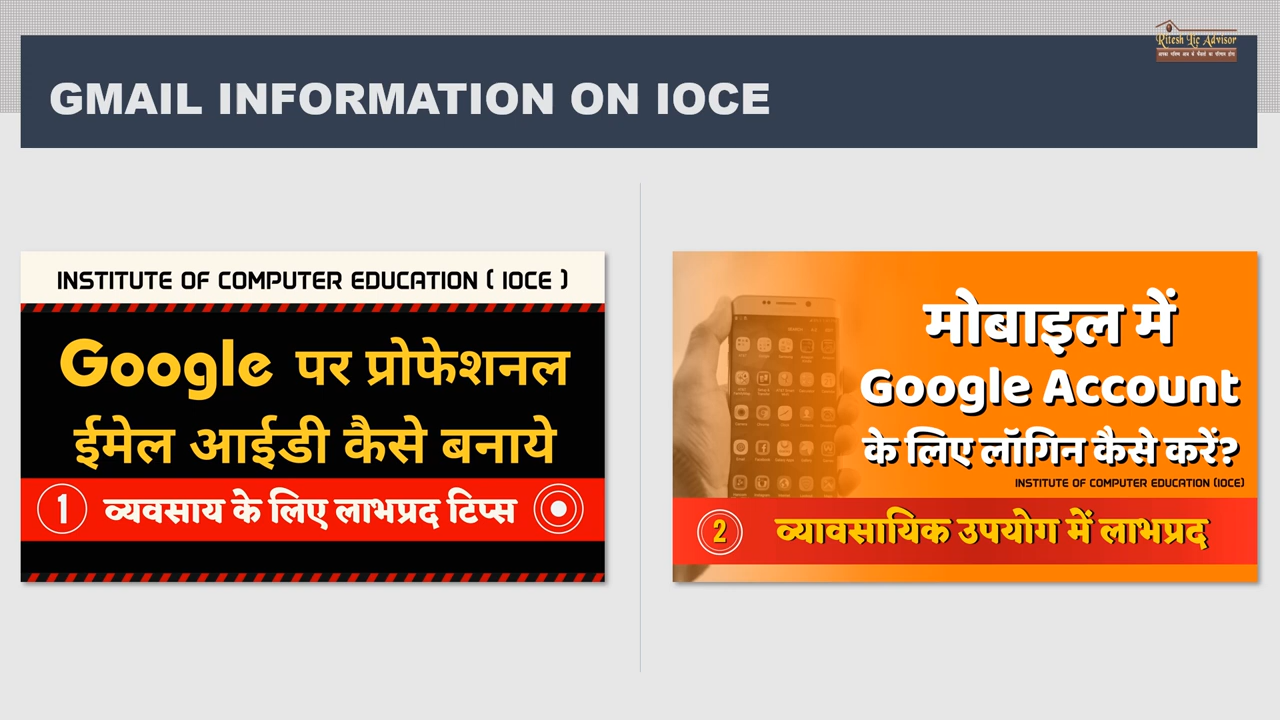 Ritesh Lic Advisor
GMAIL INFORMATION ON IOCE
INSTITUTE OF COMPUTER EDUCATION ( IOCE )
Google पर प्रोफेशनल
ईमेल आईडी कैसे बनाये
1 व्यवसाय के लिए लाभप्रद टिप्स
मोबाइल में
Google Account
के लिए लॉगिन कैसे करें?
INSTITUTE OF COMPUTER EDUCATION (IOCE)
2 व्यावसायिक उपयोग में लाभप्रद